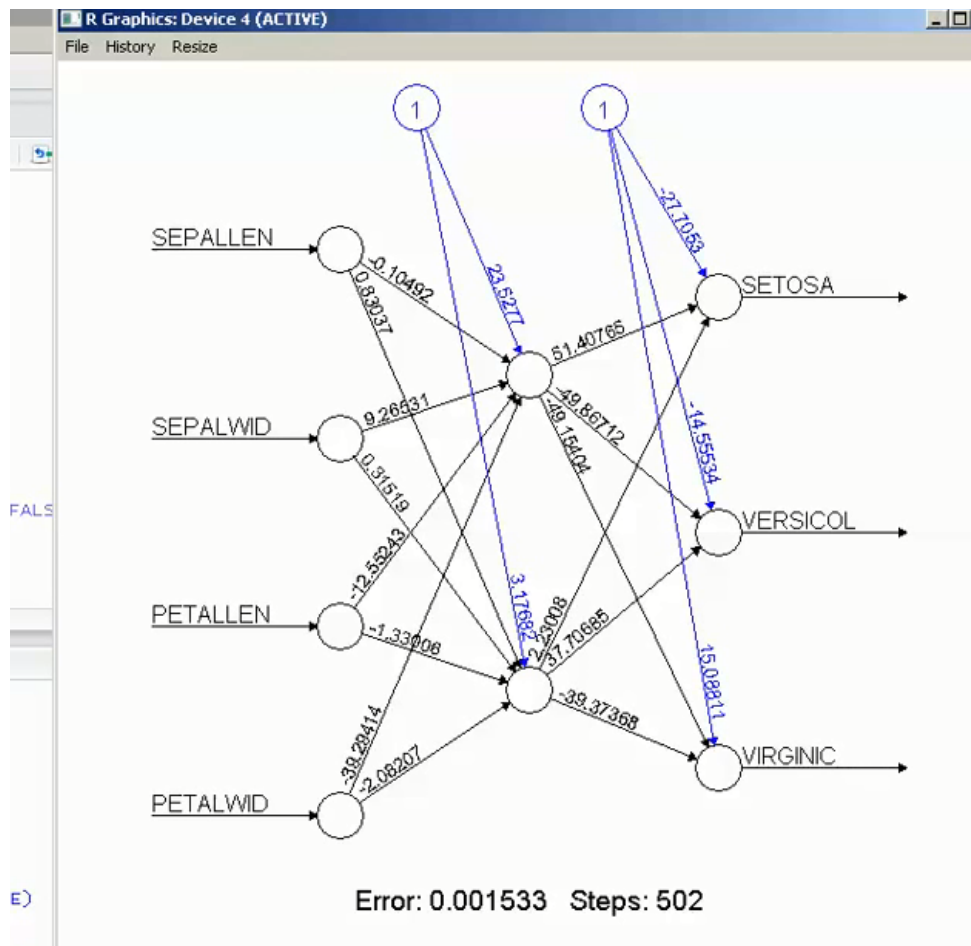 R Graphics: Device 4 (ACTIVE)
File History Resize
1 1
-27.7053
SEPALLEN
-0.10492
0.83037
23.5277
SETOSA
51.40765
SEPALWID
9.26531
-49.86712
-49.15404
-14.55534
0.31519
FALS
VERSICOL
-12.55243
PETALLEN
-1.33006
3.17682
2.23008
37.70685
15.08811
-39.37368
-39.29414
-2.08207
VIRGINIC
PETALWID
E)
Error: 0.001533 Steps: 502